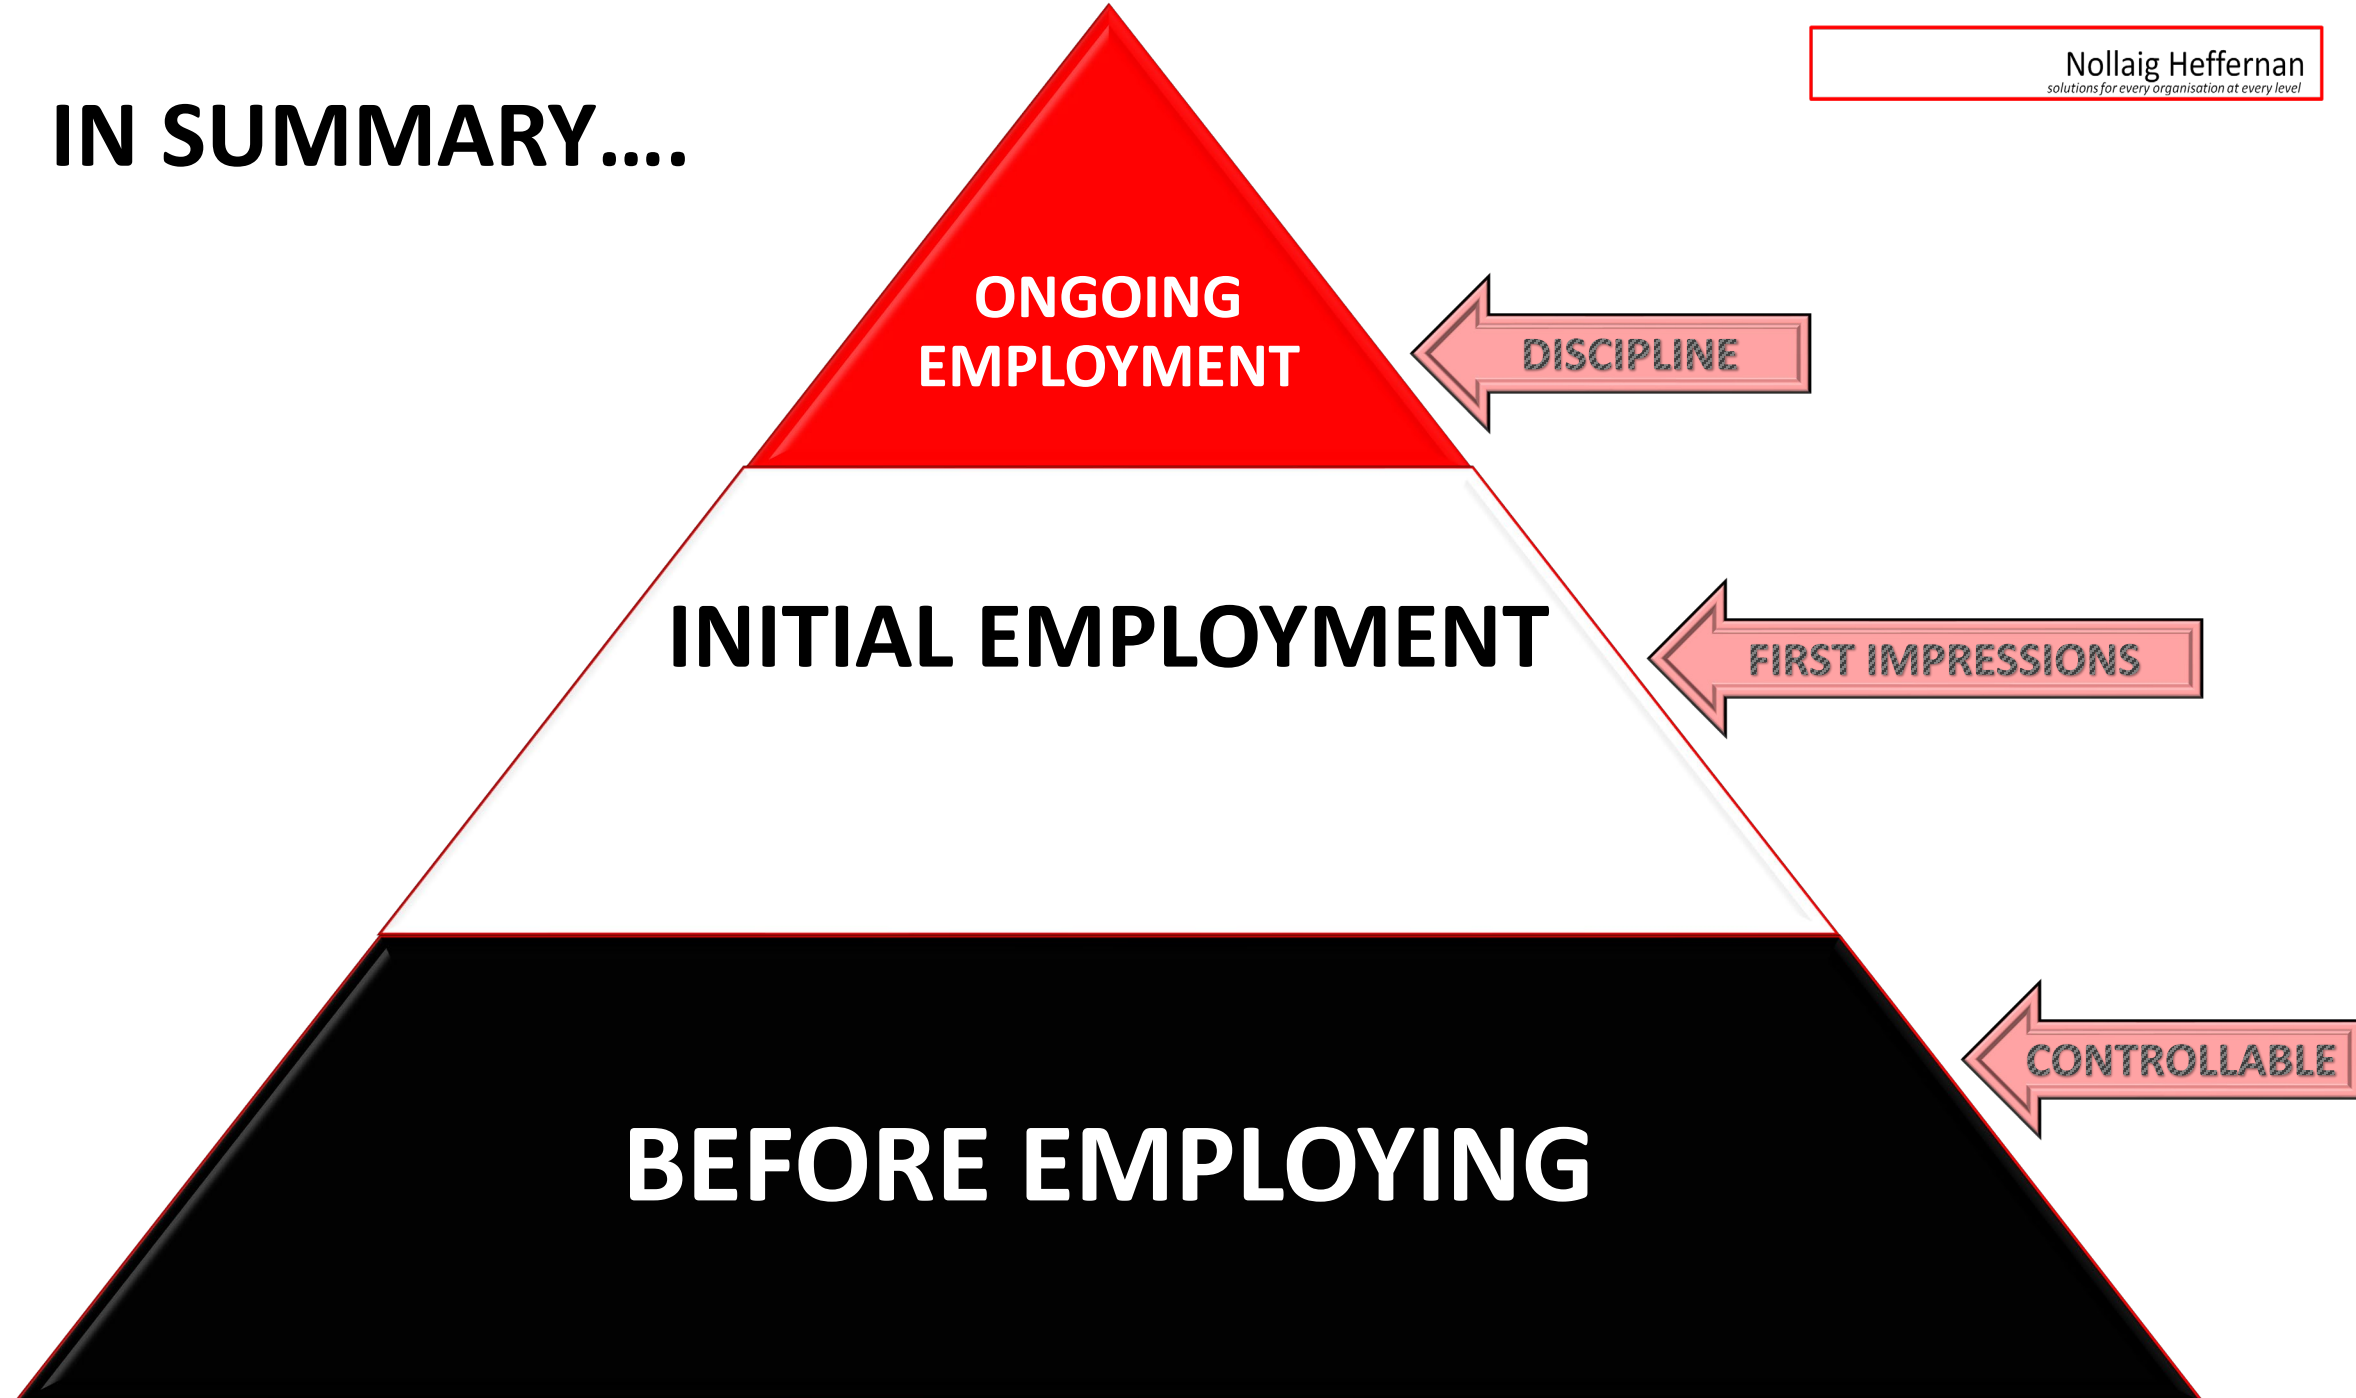 IN SUMMARY....
Nollaig Heffernan
solutions for every organisation at every level
ONGOING
EMPLOYMENT
DISCIPLINE
INITIAL EMPLOYMENT
FIRST IMPRESSIONS
BEFORE EMPLOYING
CONTROLLABLE